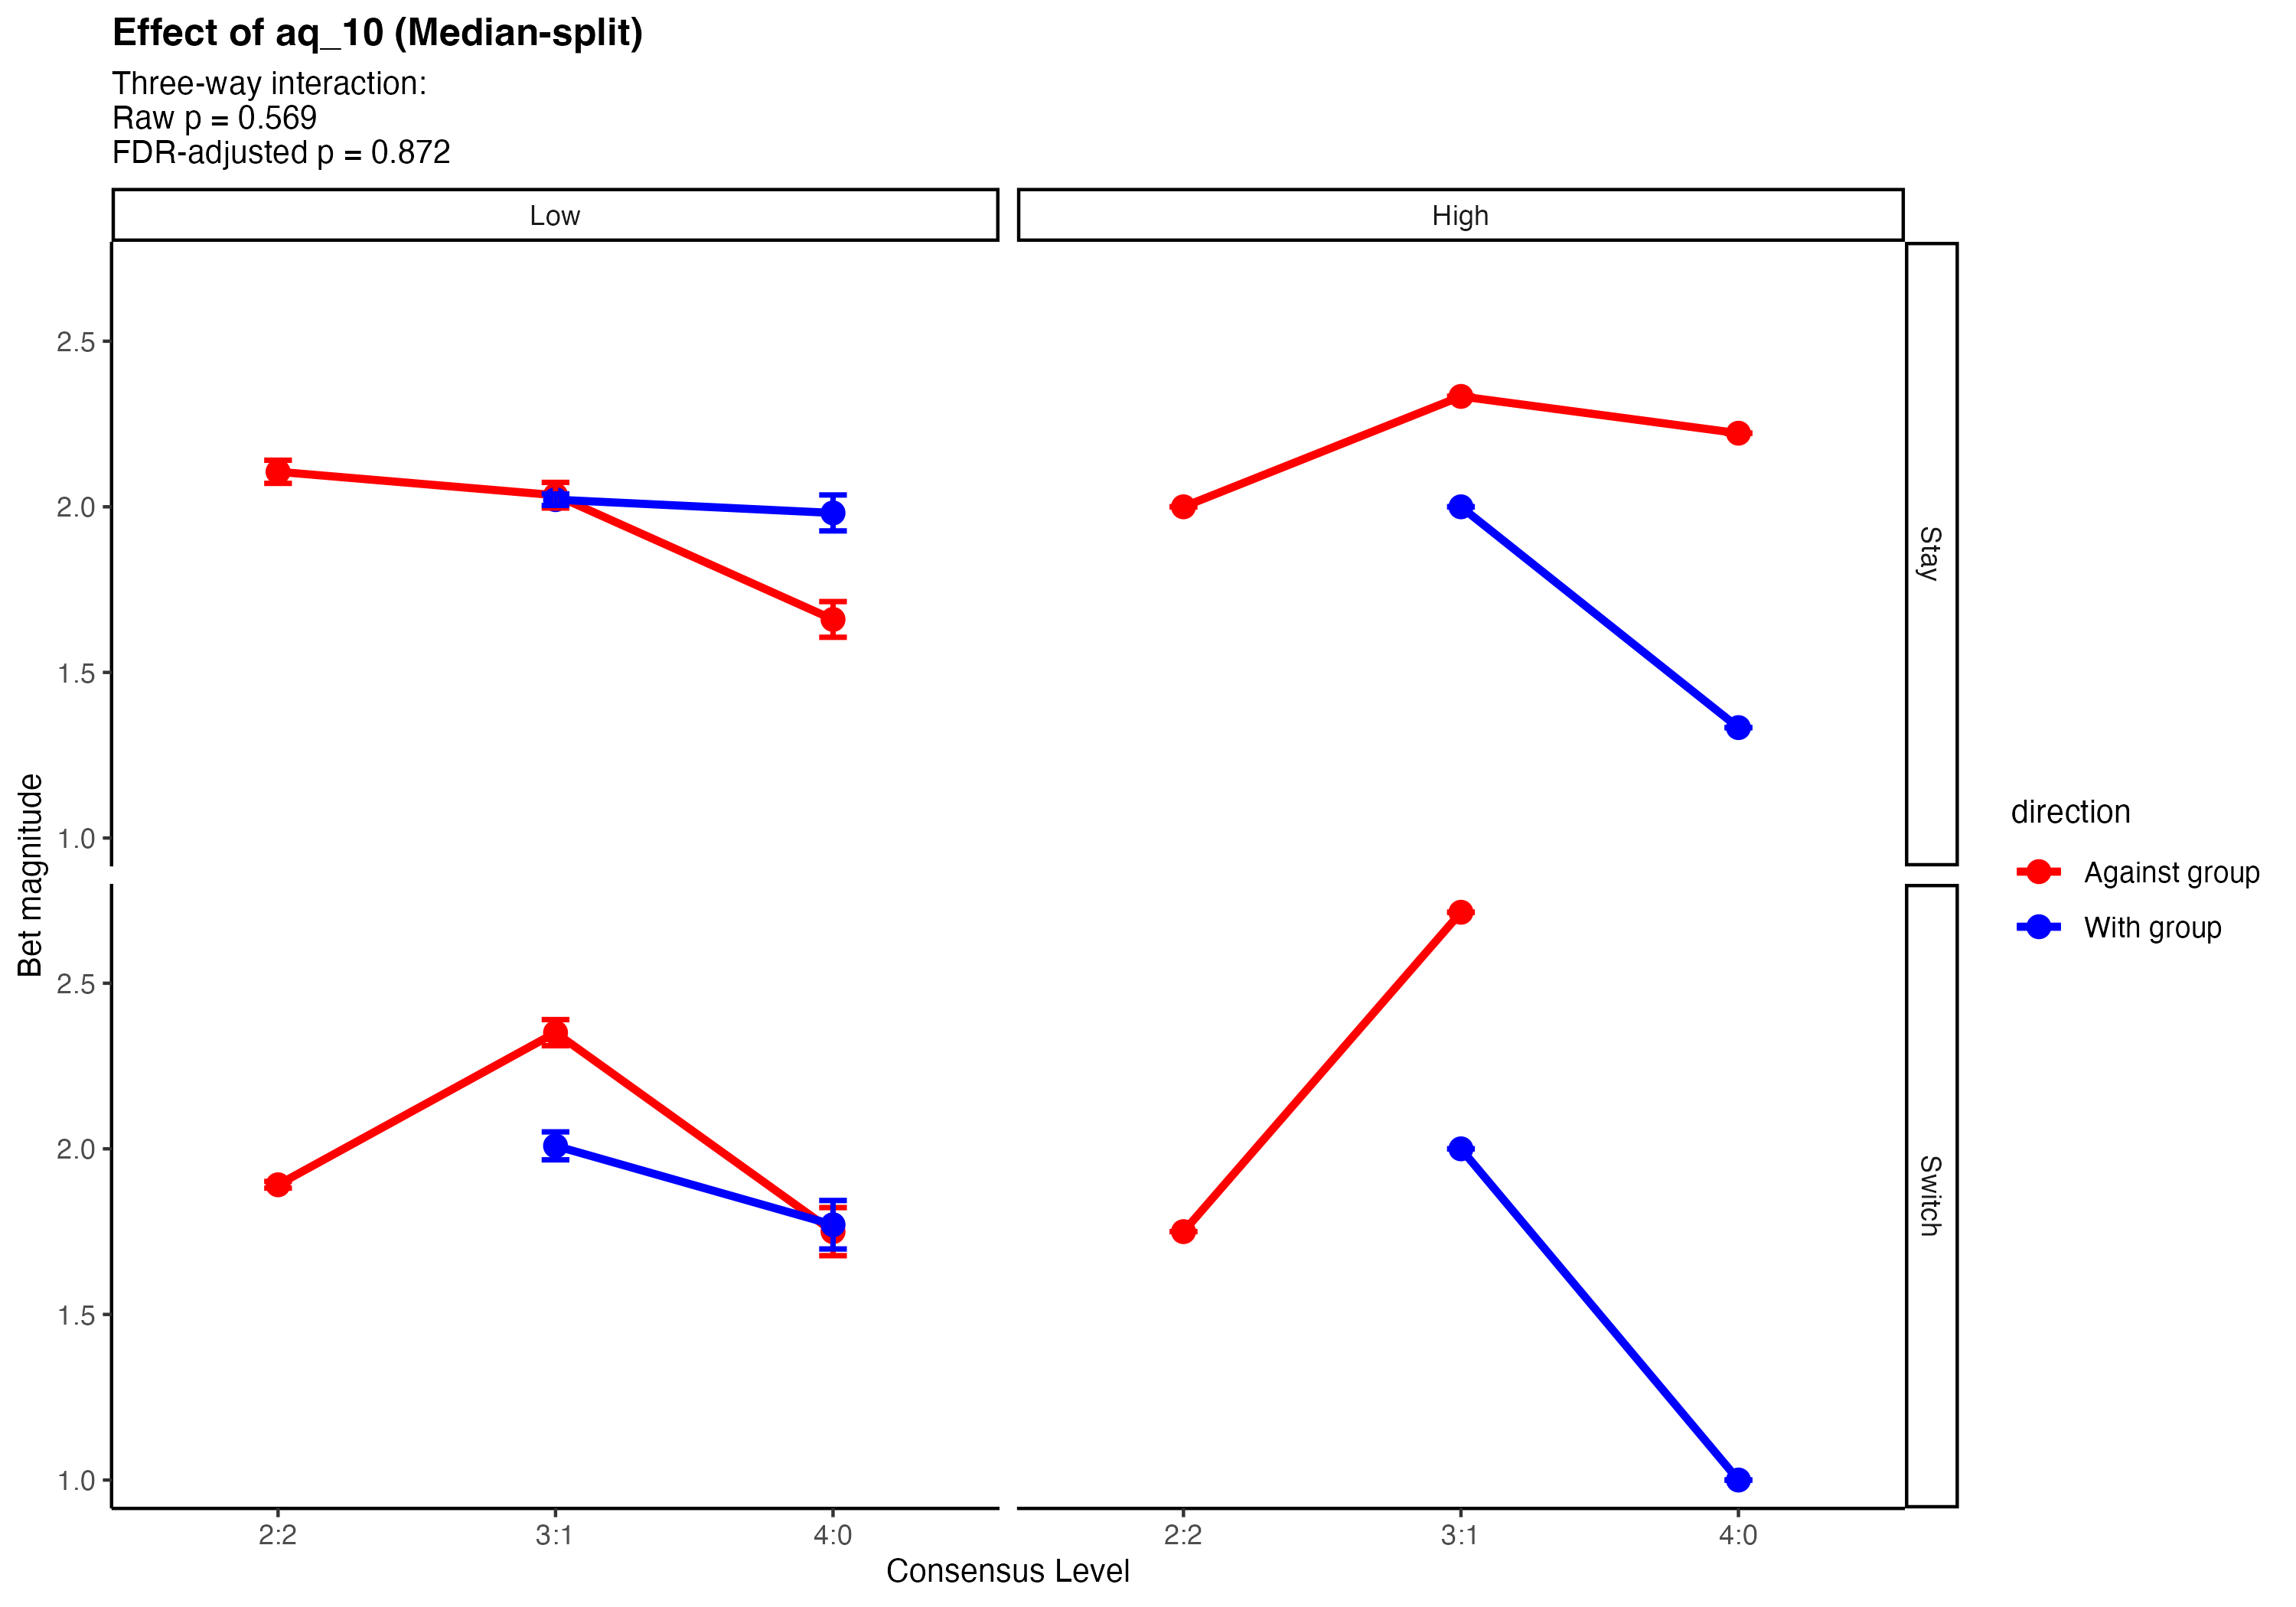 Effect of aq_10 (Median-split)
Three-way interaction:
Raw p = 0.569
FDR-adjusted p = 0.872
Low
High
2.5
2.0
1.5
1.0
Stay
Bet magnitude
2.5
2.0
1.5
1.0
Switch
2:2
3:1
4:0
2:2
3:1
4:0
Consensus Level
direction
Against group
With group